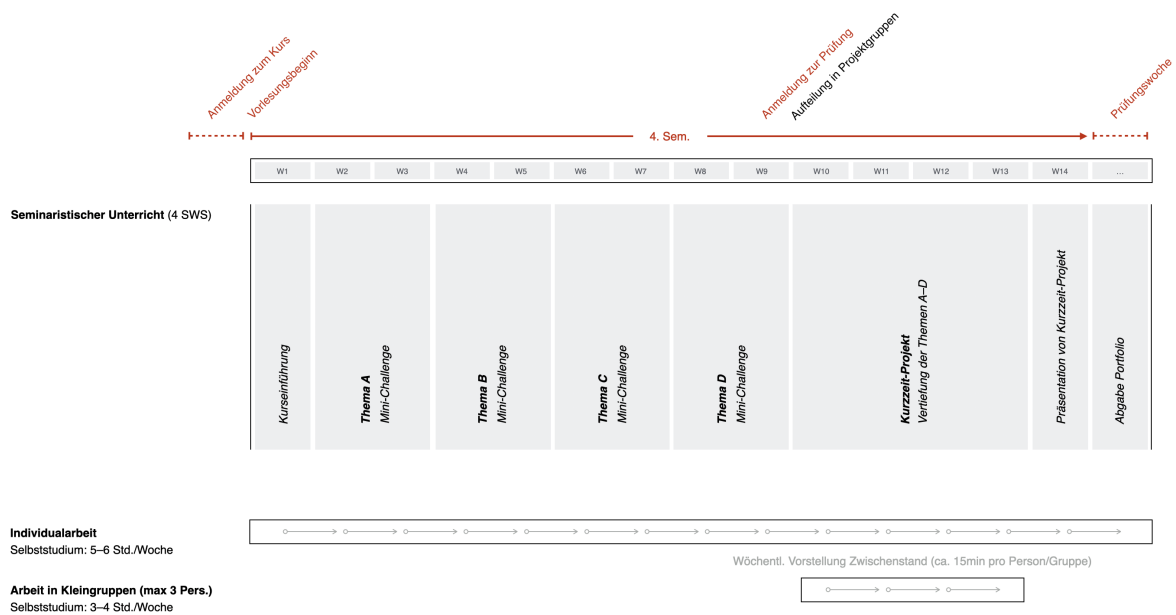 Anmeldung zum Kurs
Vorlesungsbeginn
Anmeldung zur Prüfung
Aufteilung in Projektgruppen
Prüfungswoche
4. Sem.
W1 W2 W3 W4 W5 W6 W7 W8 W9 W10 W11 W12 W13 W14 ...
Seminaristischer Unterricht (4 SWS)
Kurseinführung
Thema A
Mini-Challenge
Thema B
Mini-Challenge
Thema C
Mini-Challenge
Thema D
Mini-Challenge
Kurzzeit-Projekt
Vertiefung der Themen A–D
Präsentation von Kurzzeit-Projekt
Abgabe Portfolio
Individualarbeit
Selbststudium: 5–6 Std./Woche
Wöchentl. Vorstellung Zwischenstand (ca. 15min pro Person/Gruppe)
Arbeit in Kleingruppen (max 3 Pers.)
Selbststudium: 3–4 Std./Woche